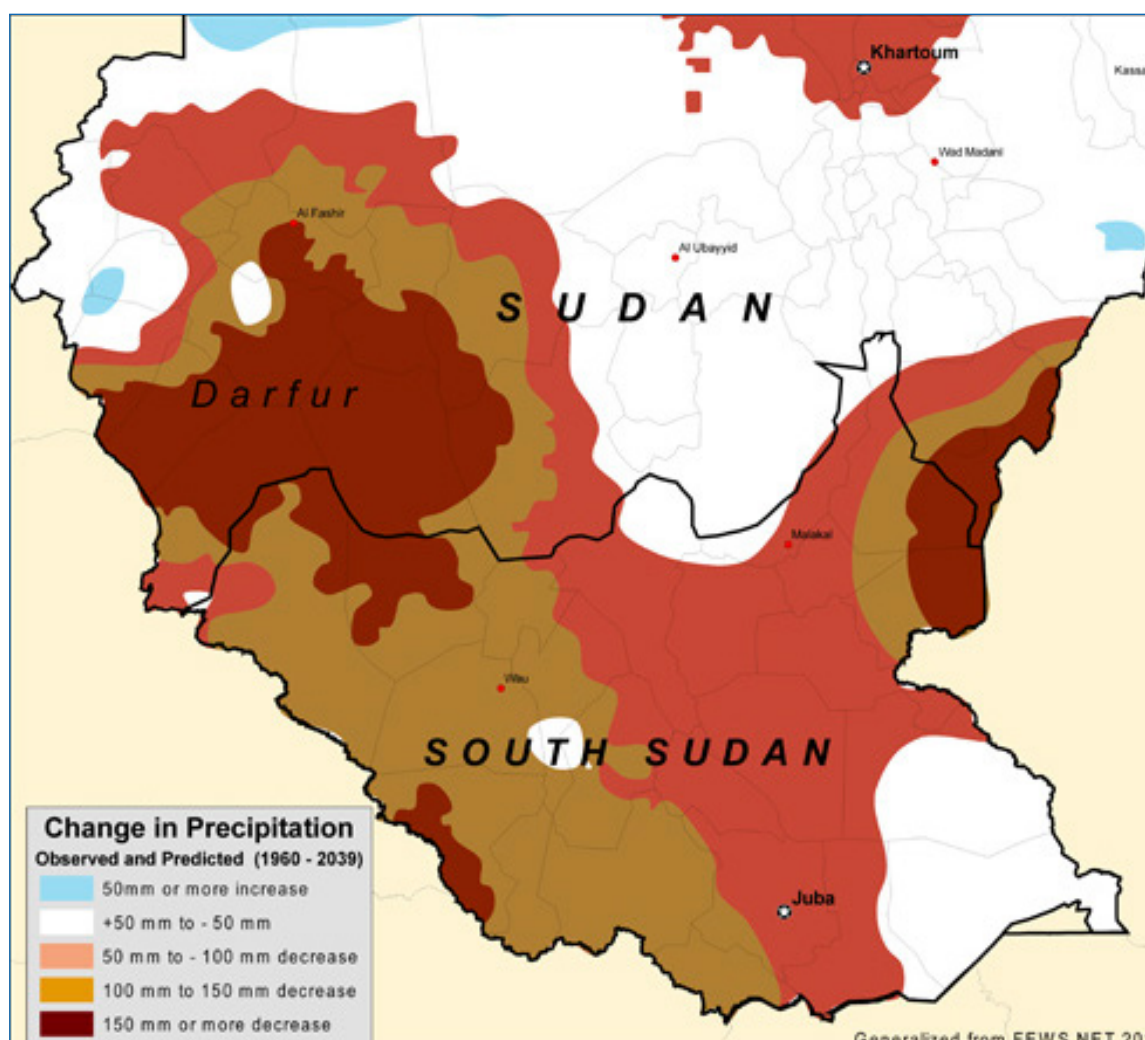 Khartoum
Kassa
Wad Madani
Al Fashir
Al Ubayyid
SUDAN
Darfur
Malakal
Wau
SOUTH SUDAN
Juba
Change in Precipitation
Observed and Predicted (1960 - 2039)
50mm or more increase
+50 mm to - 50 mm
50 mm to - 100 mm decrease
100 mm to 150 mm decrease
150 mm or more decrease
Generalized from FEWS NET 20